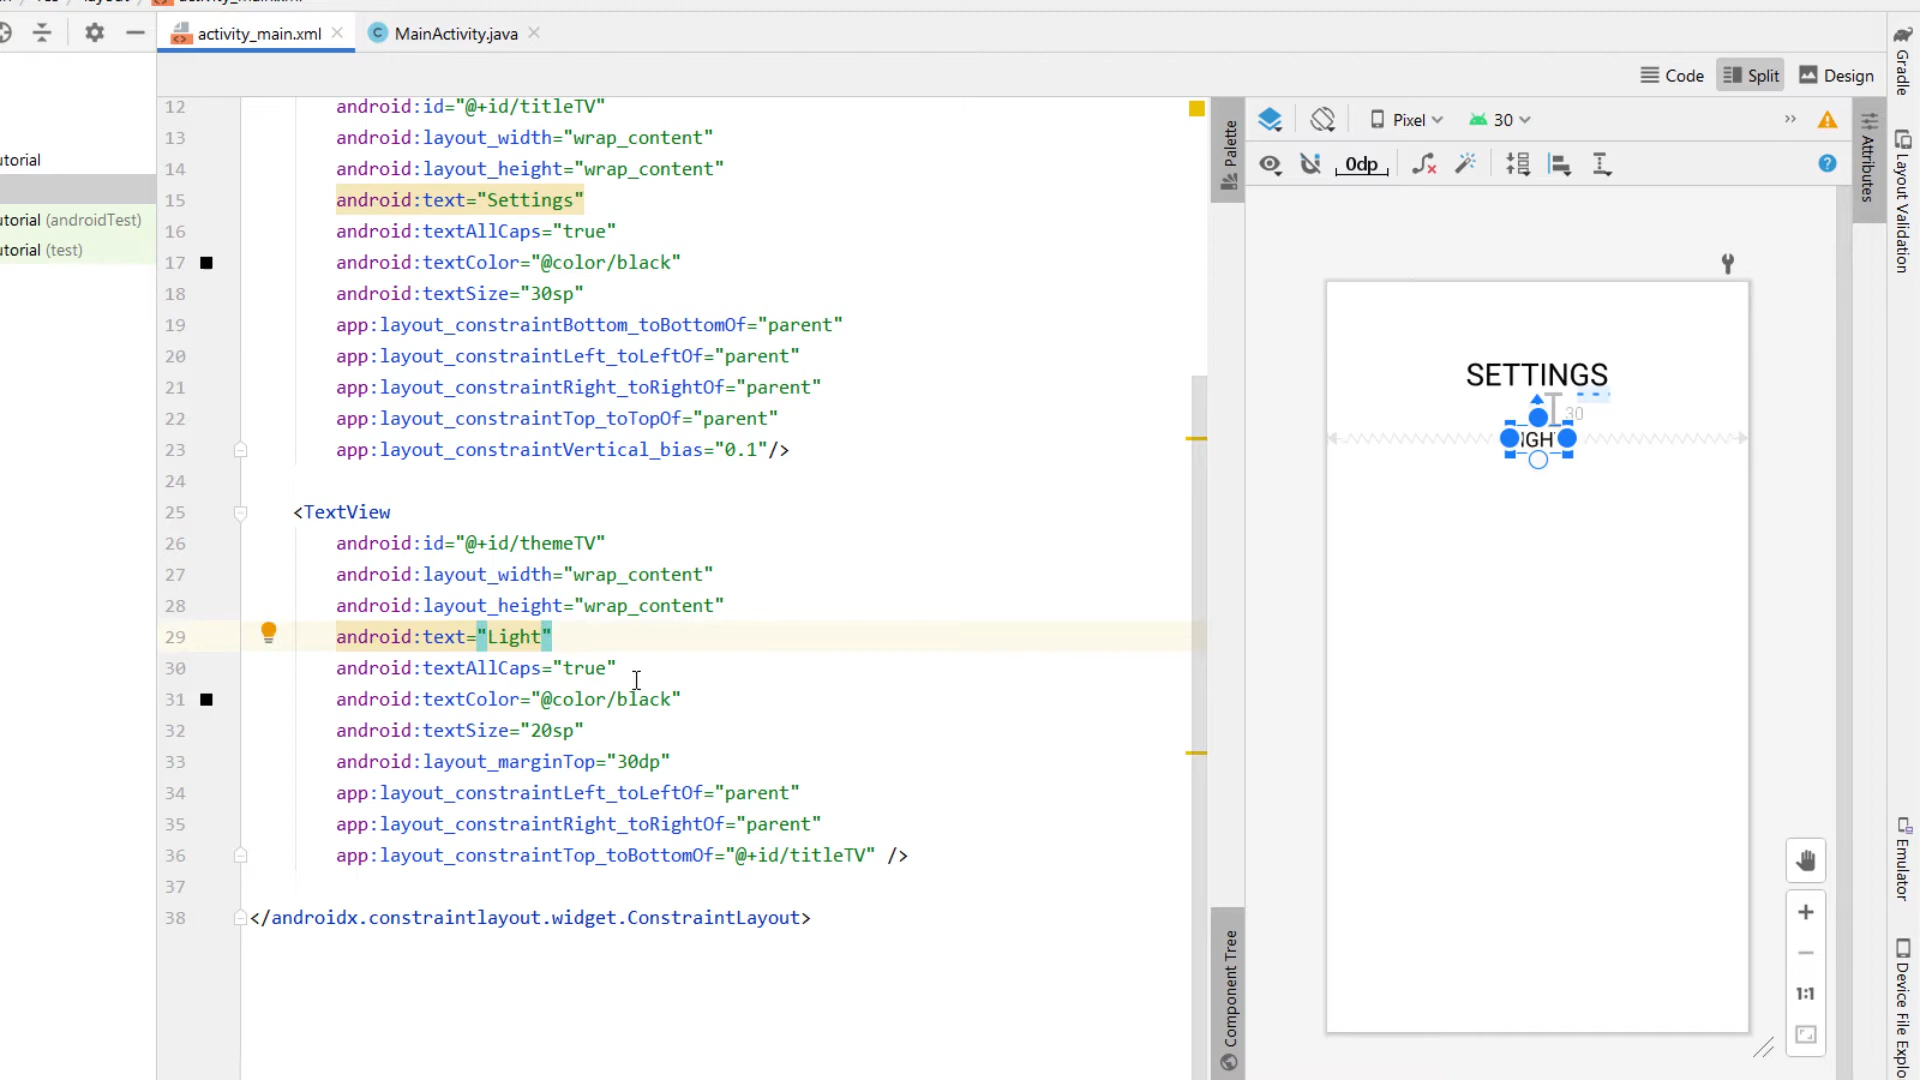 activity_main.xml
MainActivity.java
Code
Split
Design
12 android:id="@+id/titleTV"
13 android:layout_width="wrap_content"
14 android:layout_height="wrap_content"
15 android:text="Settings"
16 android:textAllCaps="true"
17 android:textColor="@color/black"
18 android:textSize="30sp"
19 app:layout_constraintBottom_toBottomOf="parent"
20 app:layout_constraintLeft_toLeftOf="parent"
21 app:layout_constraintRight_toRightOf="parent"
22 app:layout_constraintTop_toTopOf="parent"
23 app:layout_constraintVertical_bias="0.1"/>
24
25 <TextView
26 android:id="@+id/themeTV"
27 android:layout_width="wrap_content"
28 android:layout_height="wrap_content"
29 android:text="Light"
30 android:textAllCaps="true"
31 android:textColor="@color/black"
32 android:textSize="20sp"
33 android:layout_marginTop="30dp"
34 app:layout_constraintLeft_toLeftOf="parent"
35 app:layout_constraintRight_toRightOf="parent"
36 app:layout_constraintTop_toBottomOf="@+id/titleTV" />
37
38 </androidx.constraintlayout.widget.ConstraintLayout>
utorial
utorial (androidTest)
utorial (test)
Palette
Component Tree
Pixel
30
0dp
SETTINGS
30
IGH
1:1
Attributes
Gradle
Layout Validation
Emulator
Device File Explo